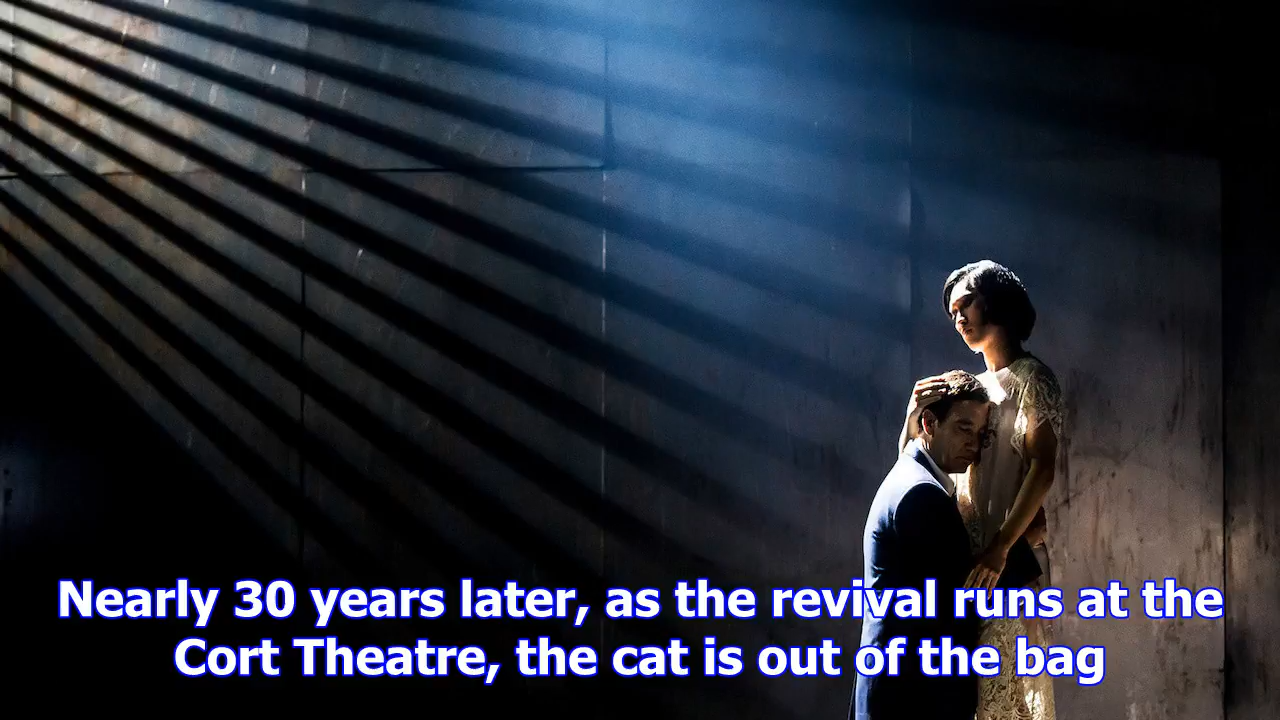 Nearly 30 years later, as the revival runs at the
Cort Theatre, the cat is out of the bag